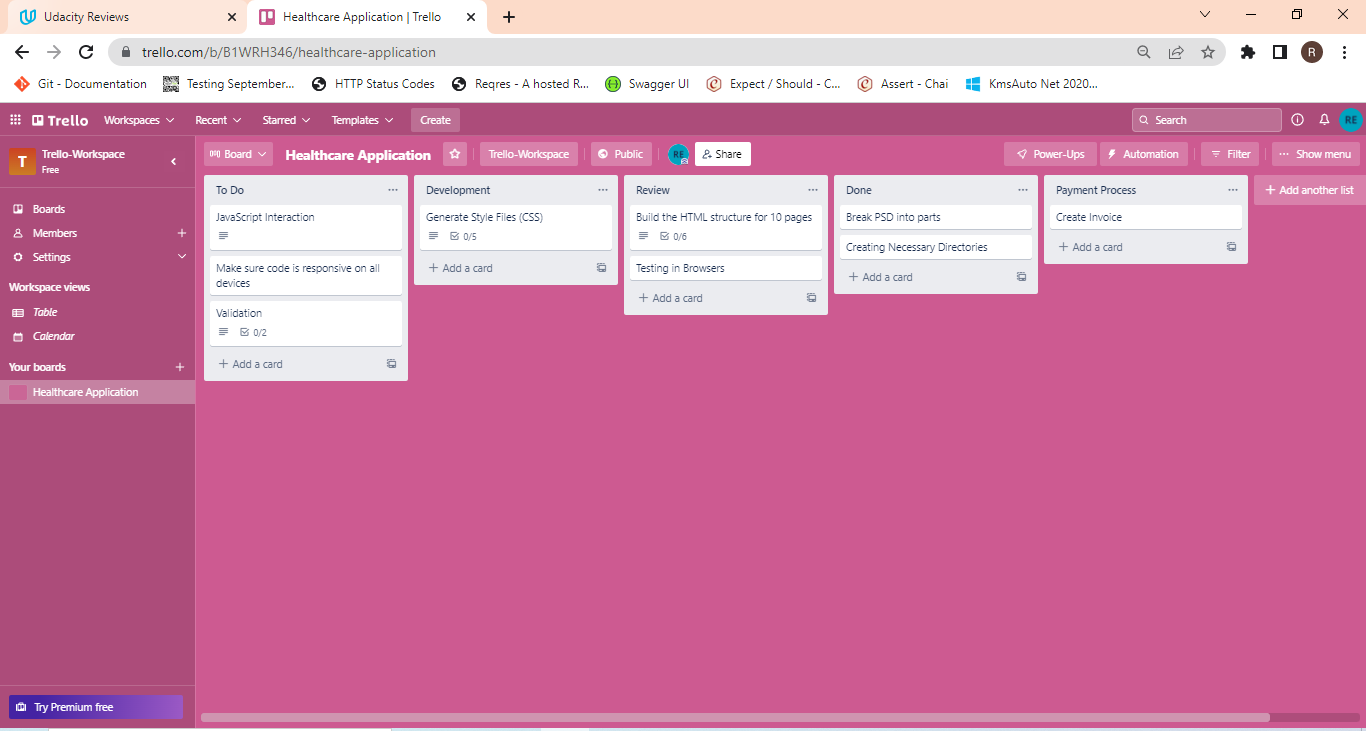 Udacity Reviews
Healthcare Application | Trello
trello.com/b/B1WRH346/healthcare-application
R
Git - Documentation
Testing September...
HTTP Status Codes
Reqres - A hosted R...
Swagger UI
Expect / Should - C...
Assert - Chai
KmsAuto Net 2020...
Trello
Workspaces
Recent
Starred
Templates
Create
Search
RE
T
Trello-Workspace
Free
Board
Healthcare Application
Trello-Workspace
Public
RE
Share
Power-Ups
Automation
Filter
Show menu
Boards
Members
Settings
Workspace views
Table
Calendar
Your boards
Healthcare Application
Try Premium free
To Do
JavaScript Interaction
Make sure code is responsive on all
devices
Validation
0/2
+ Add a card
Development
Generate Style Files (CSS)
0/5
+ Add a card
Review
Build the HTML structure for 10 pages
0/6
Testing in Browsers
+ Add a card
Done
Break PSD into parts
Creating Necessary Directories
+ Add a card
Payment Process
Create Invoice
+ Add a card
+ Add another list